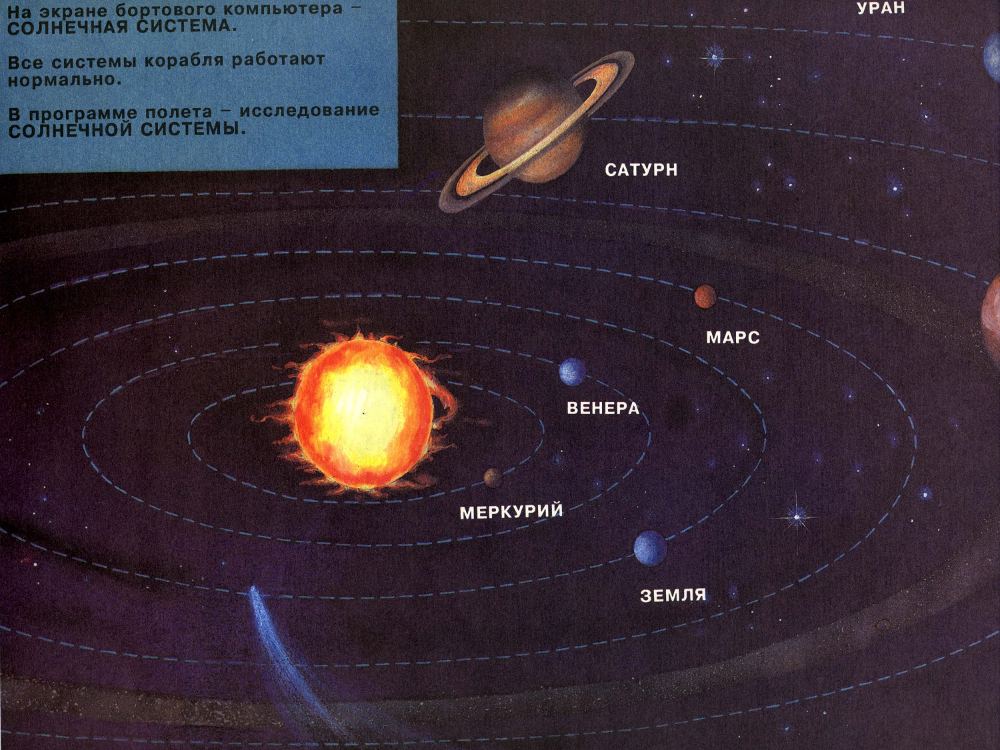 На экране бортового компьютера –
СОЛНЕЧНАЯ СИСТЕМА.
Все системы корабля работают
нормально.
В программе полета – исследование
СОЛНЕЧНОЙ СИСТЕМЫ.
УРАН
САТУРН
МАРС
ВЕНЕРА
МЕРКУРИЙ
ЗЕМЛЯ